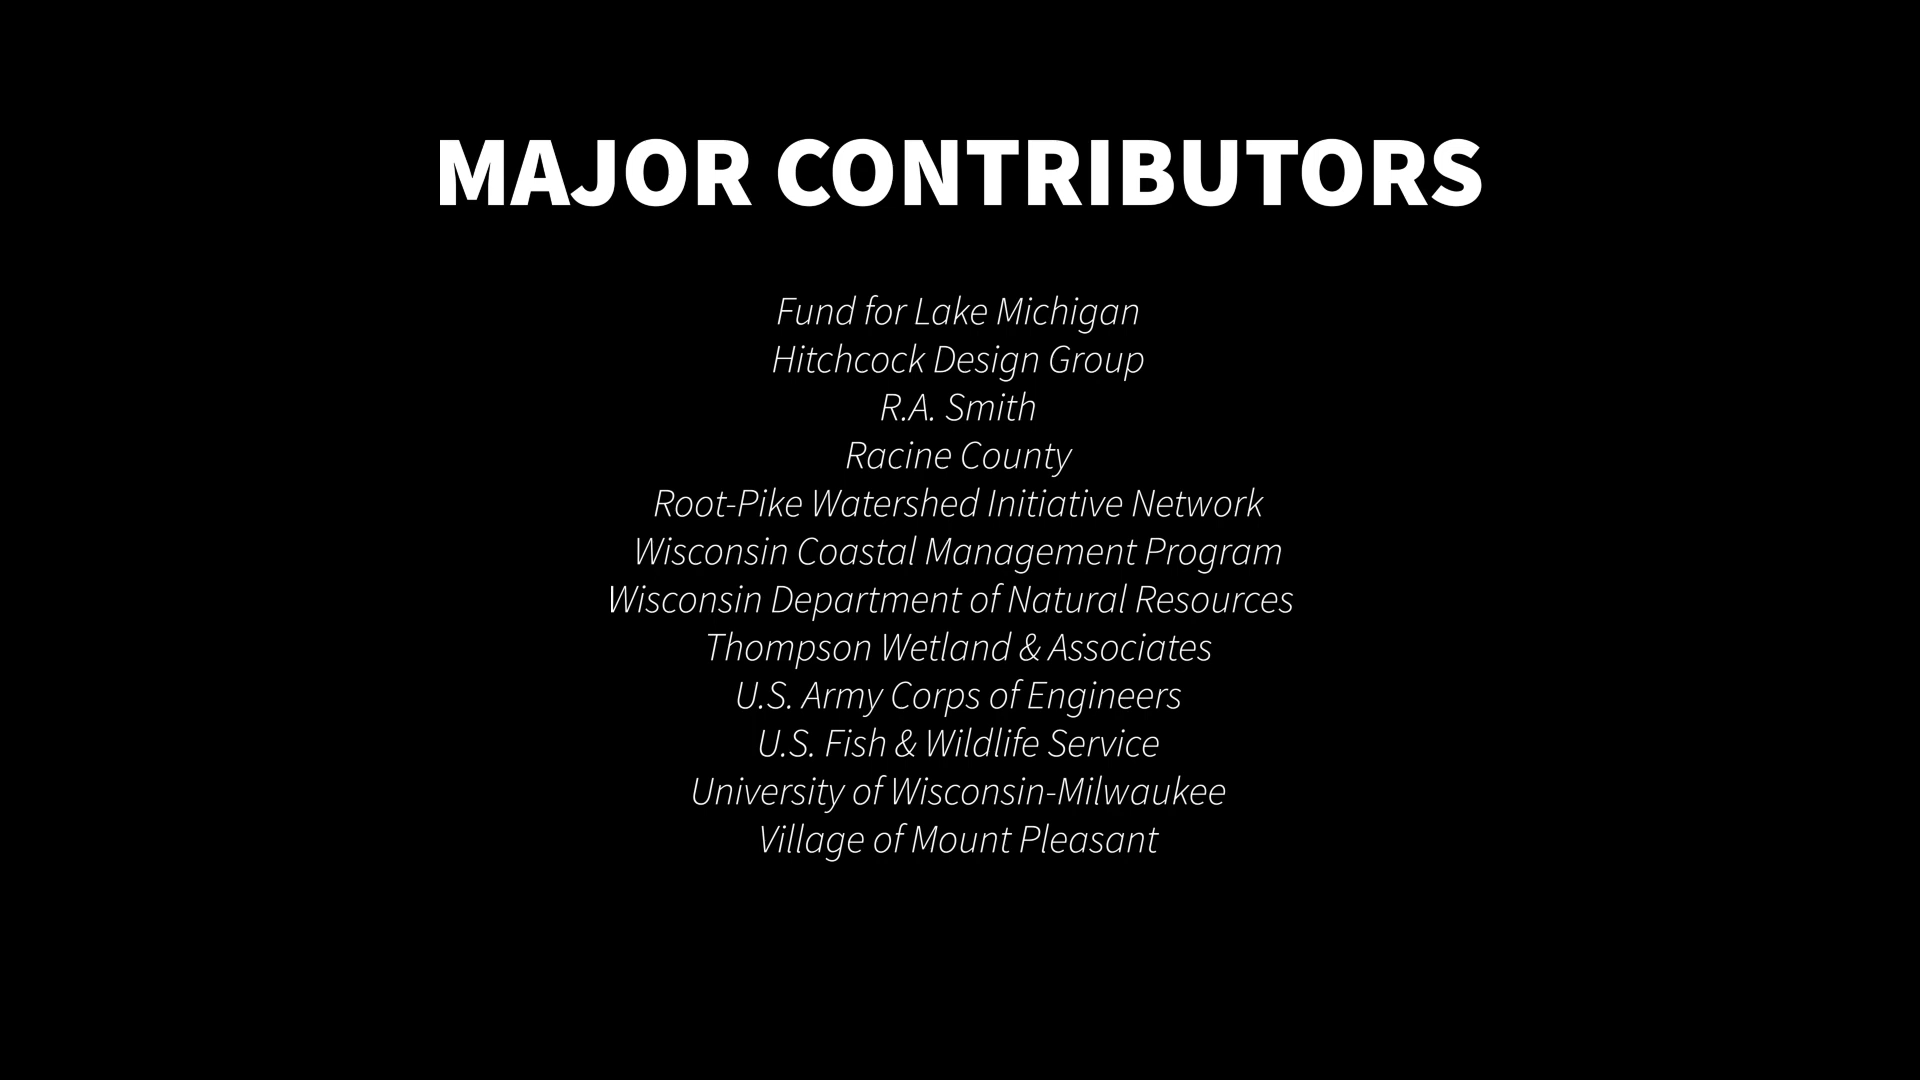 MAJOR CONTRIBUTORS
Fund for Lake Michigan
Hitchcock Design Group
R.A. Smith
Racine County
Root-Pike Watershed Initiative Network
Wisconsin Coastal Management Program
Wisconsin Department of Natural Resources
Thompson Wetland & Associates
U.S. Army Corps of Engineers
U.S. Fish & Wildlife Service
University of Wisconsin-Milwaukee
Village of Mount Pleasant